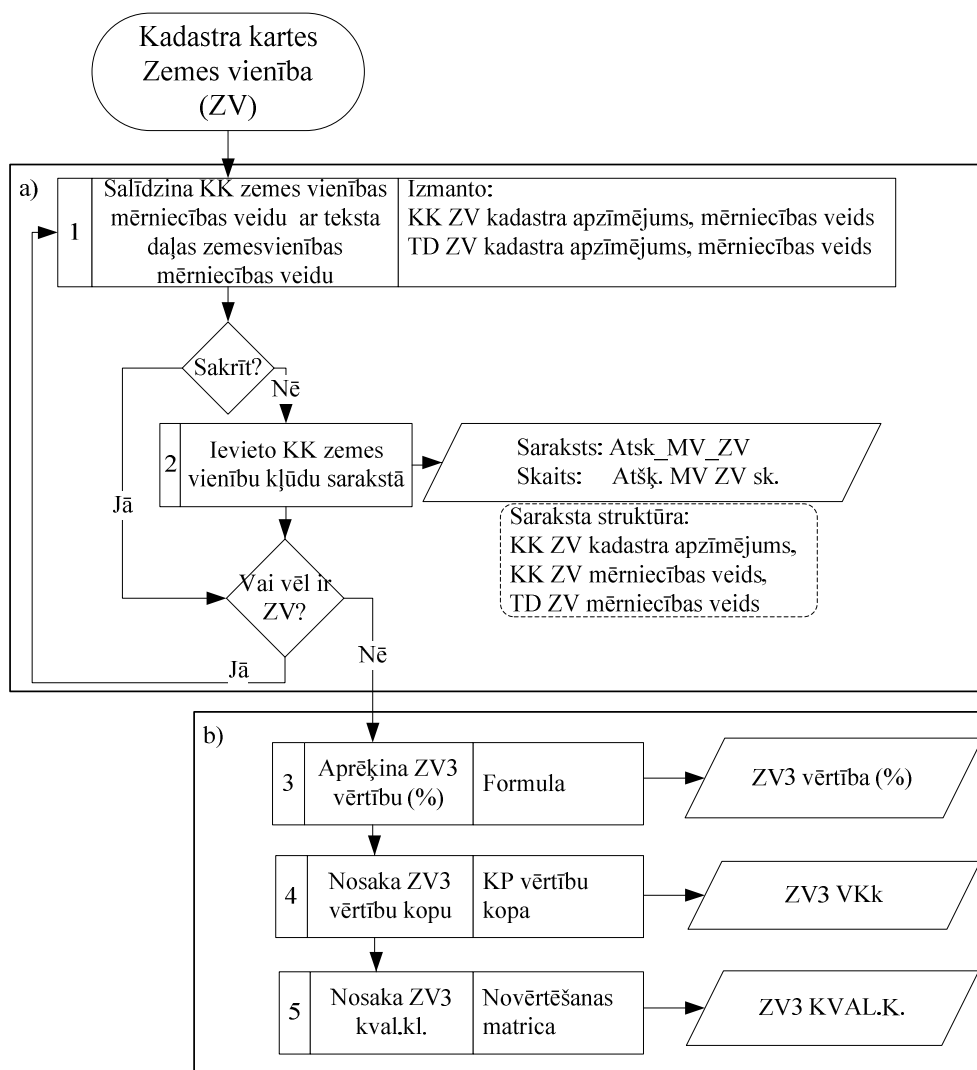 Kadastra kartes
Zemes vienība
(ZV)
a)
1
Salīdzina KK zemes vienības
mērniecības veidu ar teksta
daļas zemesvienības
mērniecības veidu
Izmanto:
KK ZV kadastra apzīmējums, mērniecības veids
TD ZV kadastra apzīmējums, mērniecības veids
Sakrīt?
Nē
Jā
2
Ievieto KK zemes
vienību kļūdu sarakstā
Saraksts: Atsk_MV_ZV
Skaits: Atšķ. MV ZV sk.
Saraksta struktūra:
KK ZV kadastra apzīmējums,
KK ZV mērniecības veids,
TD ZV mērniecības veids
Vai vēl ir
ZV?
Jā
Nē
b)
3
Aprēķina ZV3
vērtību (%)
Formula
ZV3 vērtība (%)
4
Nosaka ZV3
vērtību kopu
KP vērtību
kopa
ZV3 VKk
5
Nosaka ZV3
kval.kl.
Novērtēšanas
matrica
ZV3 KVAL.K.